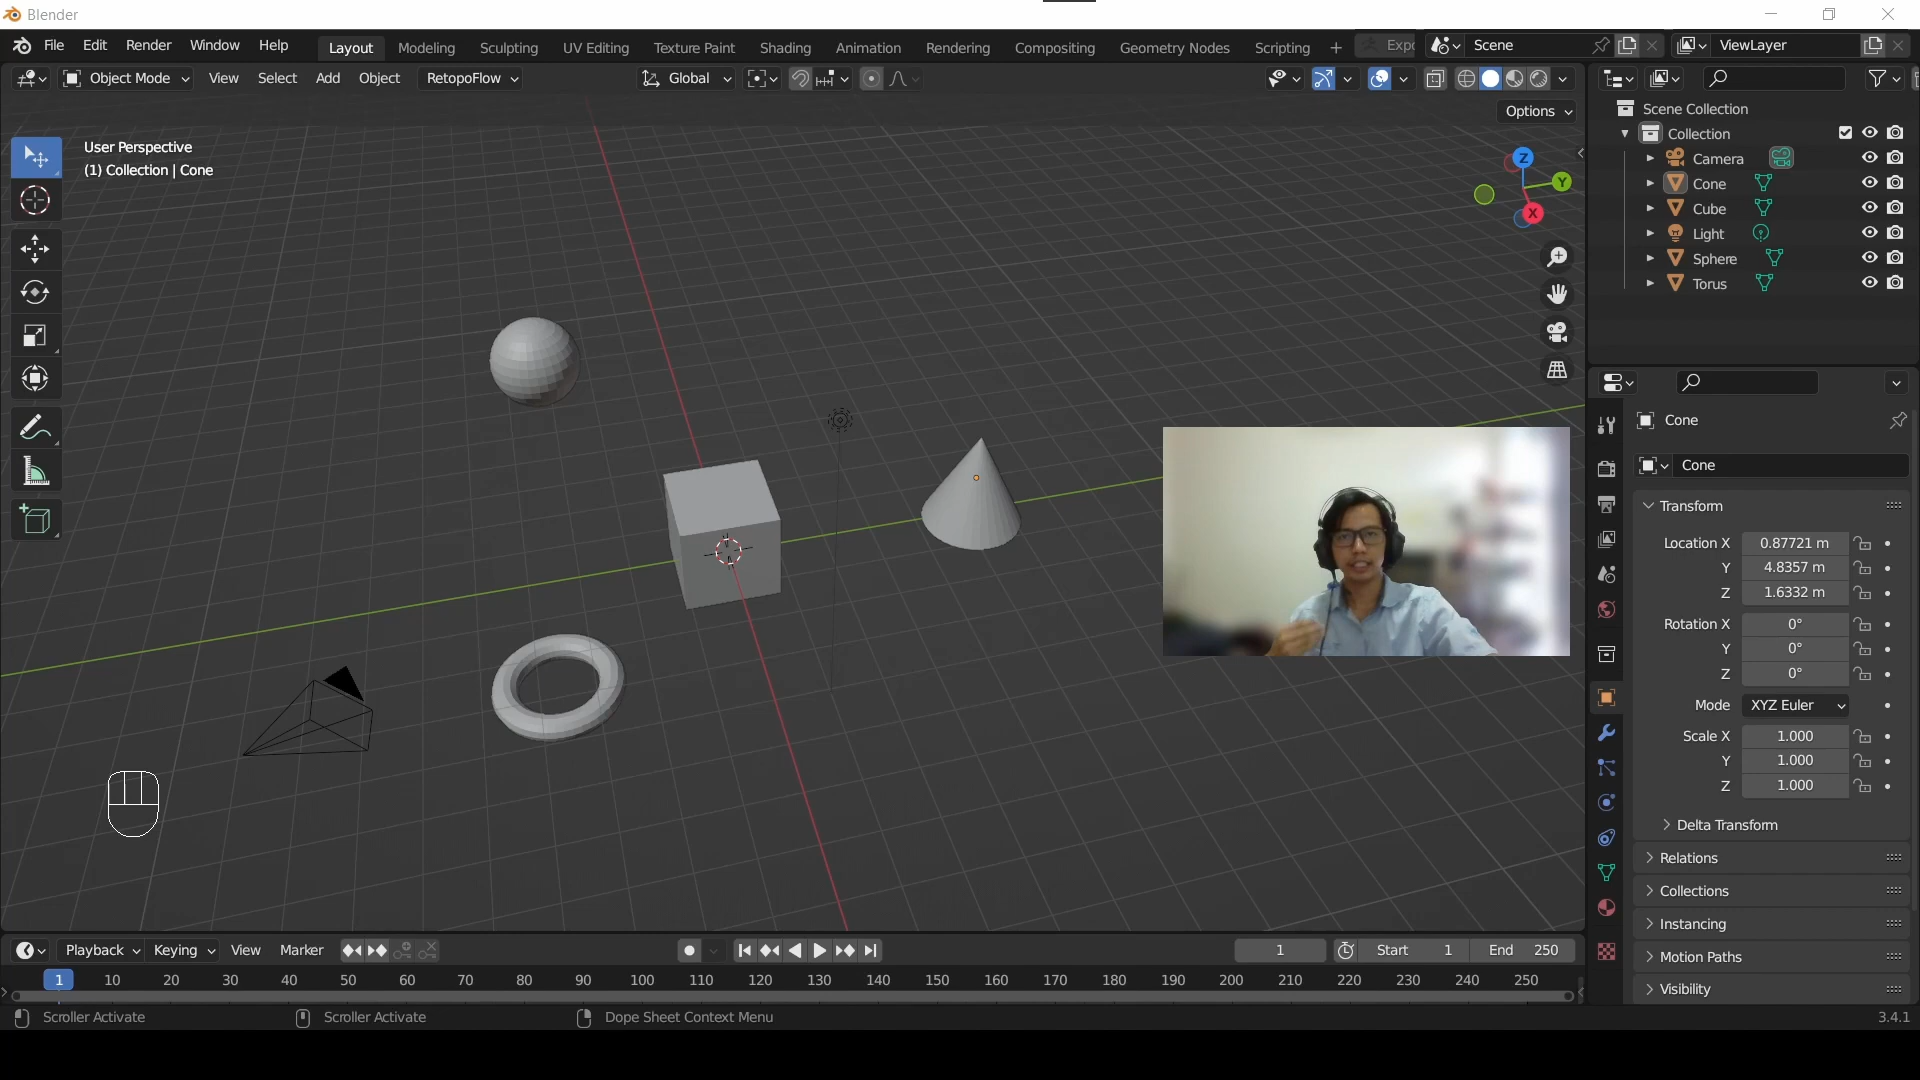 Blender
File Edit Render Window Help Layout Modeling Sculpting UV Editing Texture Paint Shading Animation Rendering Compositing Geometry Nodes Scripting + Expo Scene ViewLayer
Object Mode View Select Add Object RetopoFlow Global
Options
User Perspective
(1) Collection | Cone
Z
Y
X
Scene Collection
Collection
Camera
Cone
Cube
Light
Sphere
Torus
Cone
Cone
Transform
Location X 0.87721 m
Y 4.8357 m
Z 1.6332 m
Rotation X 0°
Y 0°
Z 0°
Mode XYZ Euler
Scale X 1.000
Y 1.000
Z 1.000
Delta Transform
Relations
Collections
Instancing
Motion Paths
Visibility
Playback Keying View Marker 1 Start 1 End 250
1 10 20 30 40 50 60 70 80 90 100 110 120 130 140 150 160 170 180 190 200 210 220 230 240 250
Scroller Activate Scroller Activate Dope Sheet Context Menu 3.4.1